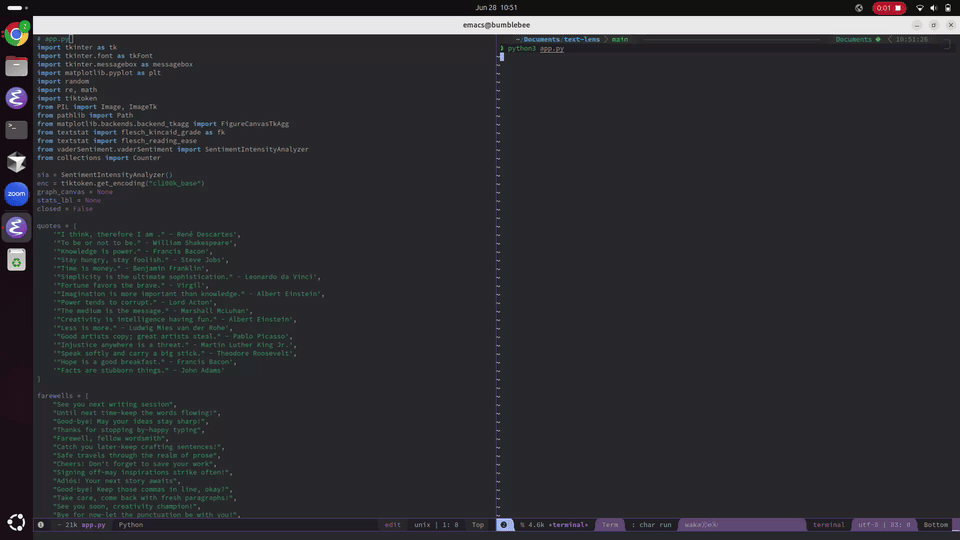 Jun 28 10:51
0:01
emacs@bumblebee
2
zoom
# app.py
import tkinter as tk
import tkinter.font as tkFont
import tkinter.messagebox as messagebox
import matplotlib.pyplot as plt
import random
import re, math
import tiktoken
from PIL import Image, ImageTk
from pathlib import Path
from matplotlib.backends.backend_tkagg import FigureCanvasTkAgg
from textstat import flesch_kincaid_grade as fk
from textstat import flesch_reading_ease
from vaderSentiment.vaderSentiment import SentimentIntensityAnalyzer
from collections import Counter
sia = SentimentIntensityAnalyzer()
enc = tiktoken.get_encoding("cl100k_base")
graph_canvas = None
stats_lbl = None
closed = False
quotes = [
'"I think, therefore I am ." - René Descartes',
'"To be or not to be." - William Shakespeare',
'"Knowledge is power." - Francis Bacon',
'"Stay hungry, stay foolish." - Steve Jobs',
'"Time is money." - Benjamin Franklin',
'"Simplicity is the ultimate sophistication." - Leonardo da Vinci',
'"Fortune favors the brave." - Virgil',
'"Imagination is more important than knowledge." - Albert Einstein',
'"Power tends to corrupt." - Lord Acton',
'"The medium is the message." - Marshall McLuhan',
'"Creativity is intelligence having fun." - Albert Einstein',
'"Less is more." - Ludwig Mies van der Rohe',
'"Good artists copy; great artists steal." - Pablo Picasso',
'"Injustice anywhere is a threat." - Martin Luther King Jr.',
'"Speak softly and carry a big stick." - Theodore Roosevelt',
'"Hope is a good breakfast." - Francis Bacon',
'"Facts are stubborn things." - John Adams'
]
farewells = [
"See you next writing session",
"Until next time-keep the words flowing!",
"Good-bye! May your ideas stay sharp!",
"Thanks for stopping by-happy typing",
"Farewell, fellow wordsmith",
"Catch you later-keep crafting sentences!",
"Safe travels through the realm of prose",
"Cheers! Don't forget to save your work",
"Signing off-may inspirations strike often!",
"Adiós! Your next story awaits",
"Good-bye! Keep those commas in line, okay?",
"Take care, come back with fresh paragraphs!",
"See you soon, creativity champion!",
"Bye for now-let the punctuation be with you!",
1 - 21k app.py Python edit unix | 1: 8 Top
~/Documents/text-lens main Documents 10:51:26
❯ python3 app.py
2 % 4.6k *terminal* Term : char run terminal utf-8 | 83: 0 Bottom